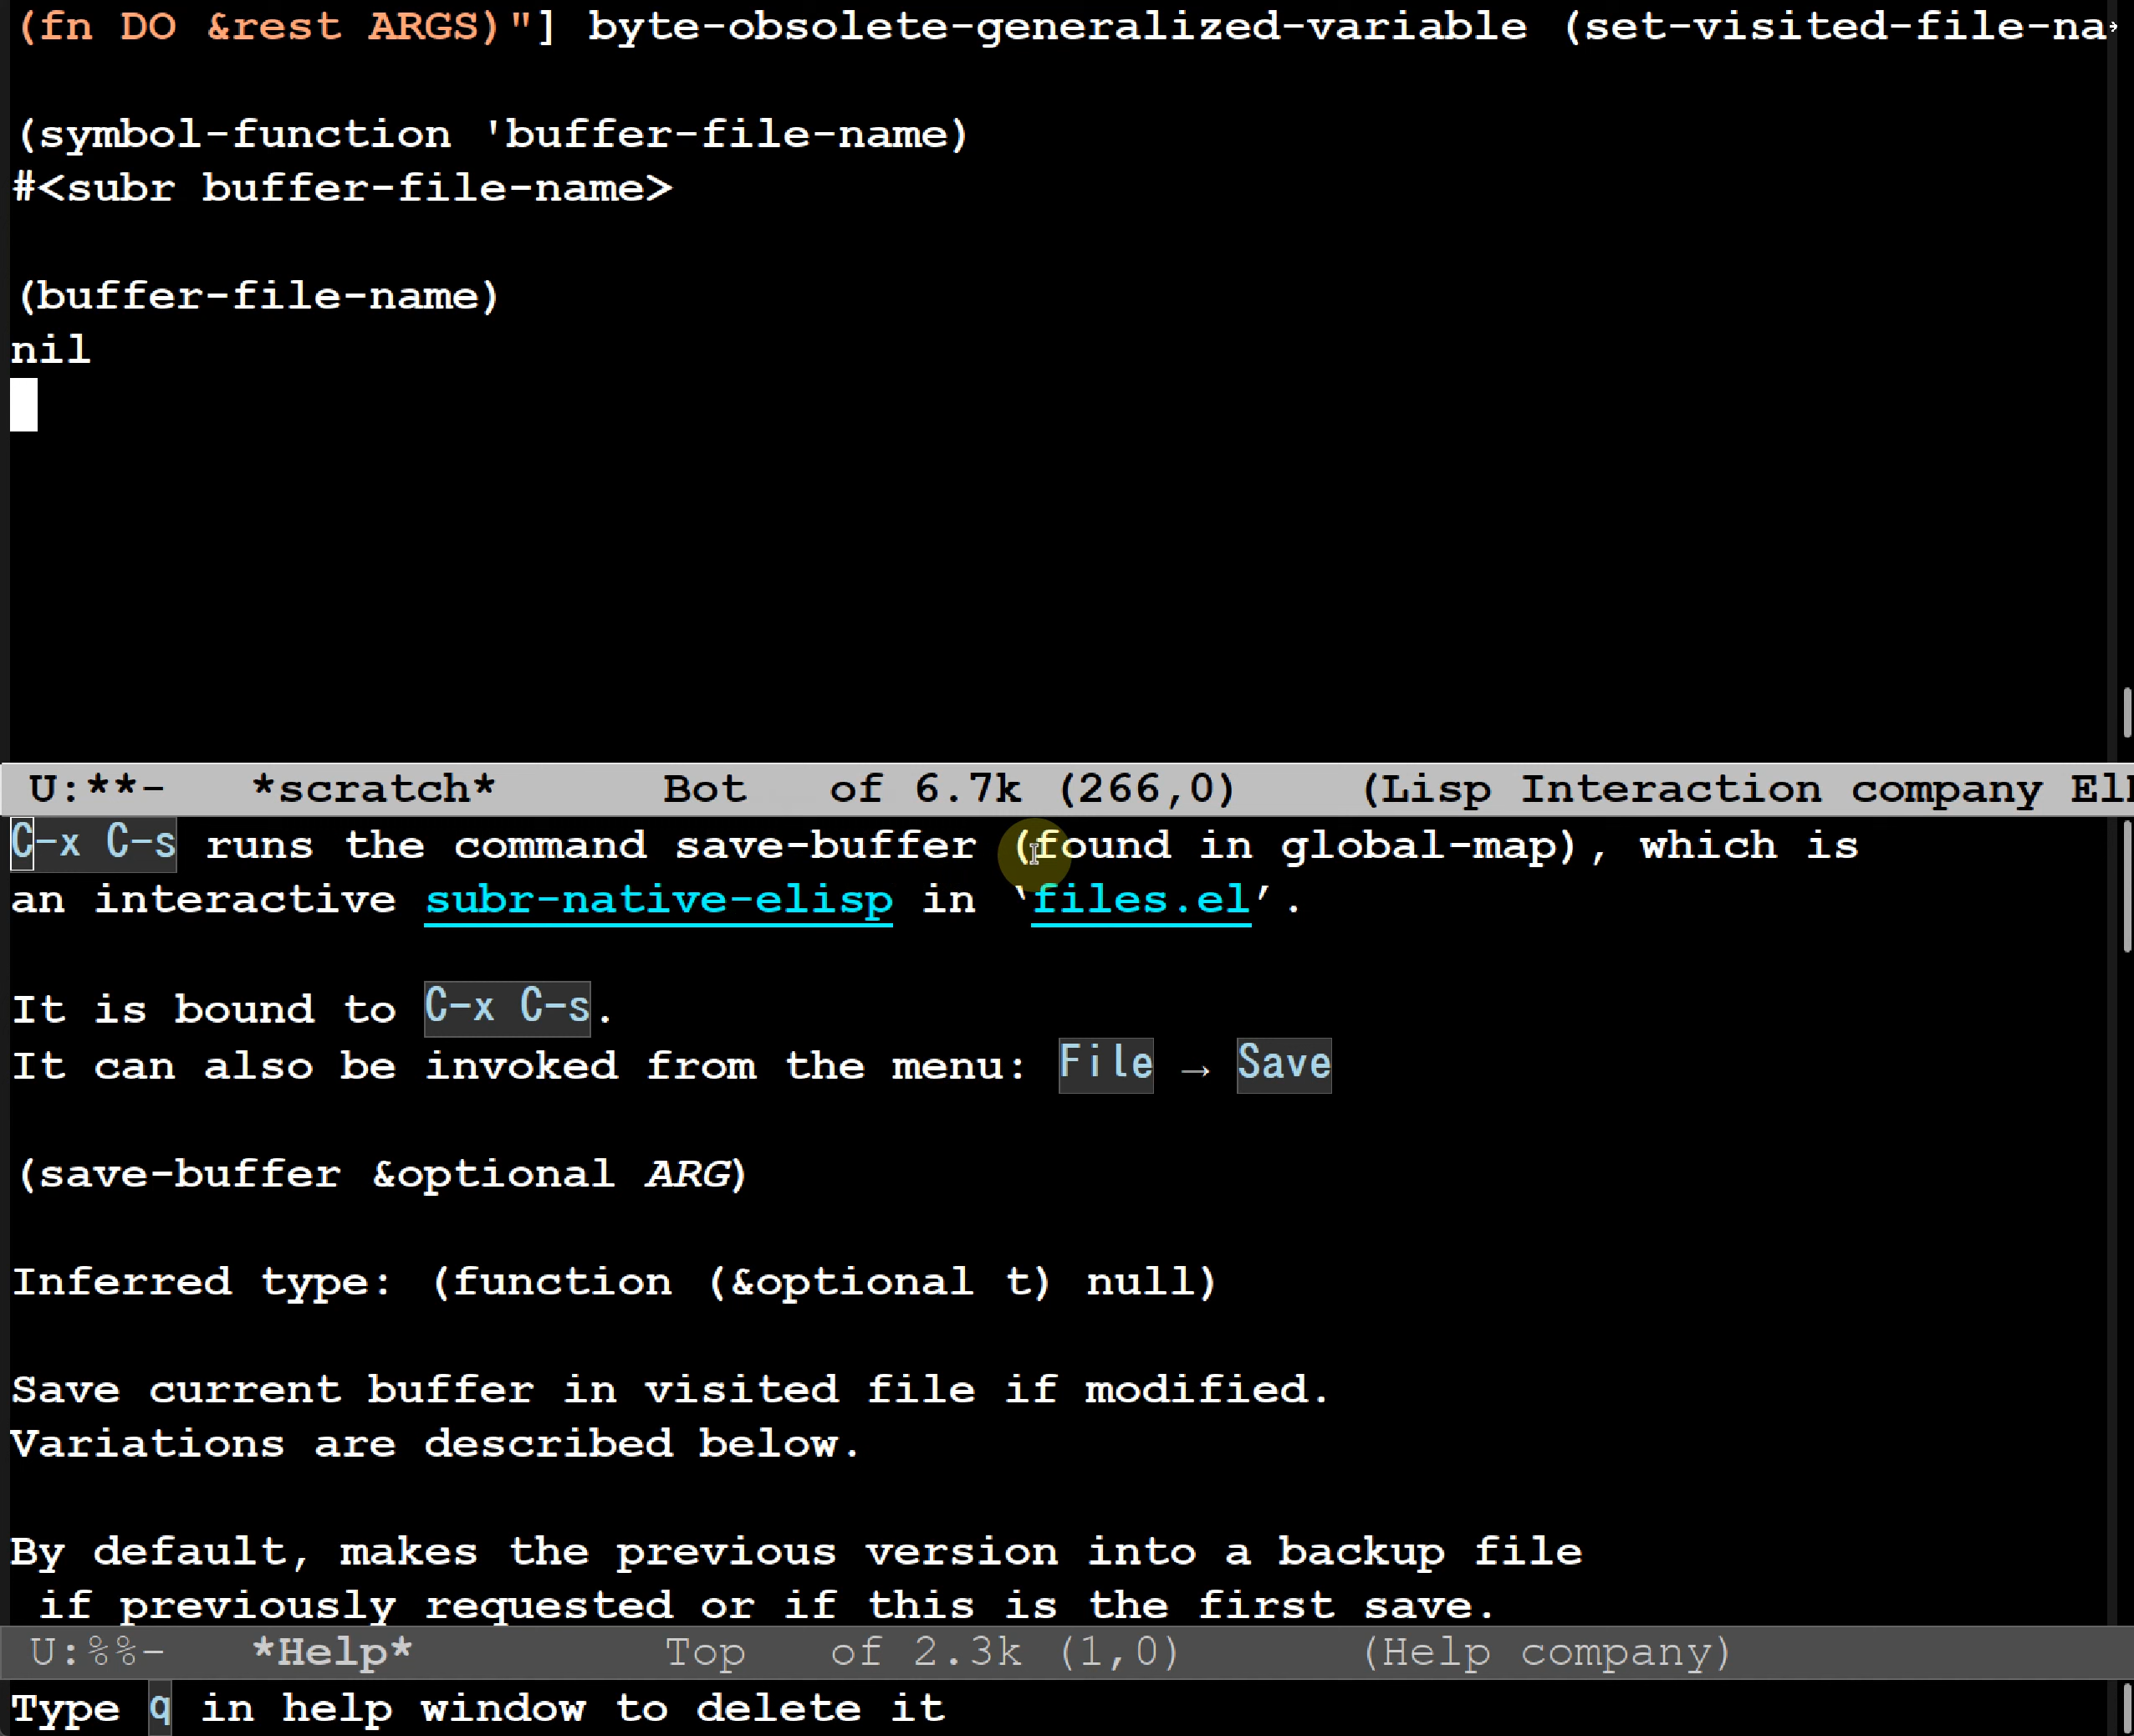 (fn DO &rest ARGS)"] byte-obsolete-generalized-variable (set-visited-file-na
(symbol-function 'buffer-file-name)
#<subr buffer-file-name>
(buffer-file-name)
nil
U:**-   *scratch*      Bot   of 6.7k (266,0)    (Lisp Interaction company El
C-x C-s runs the command save-buffer (found in global-map), which is
an interactive subr-native-elisp in ‘files.el’.
It is bound to C-x C-s.
It can also be invoked from the menu: File → Save
(save-buffer &optional ARG)
Inferred type: (function (&optional t) null)
Save current buffer in visited file if modified.
Variations are described below.
By default, makes the previous version into a backup file
 if previously requested or if this is the first save.
U:%%-   *Help*         Top   of 2.3k (1,0)      (Help company)
Type q in help window to delete it